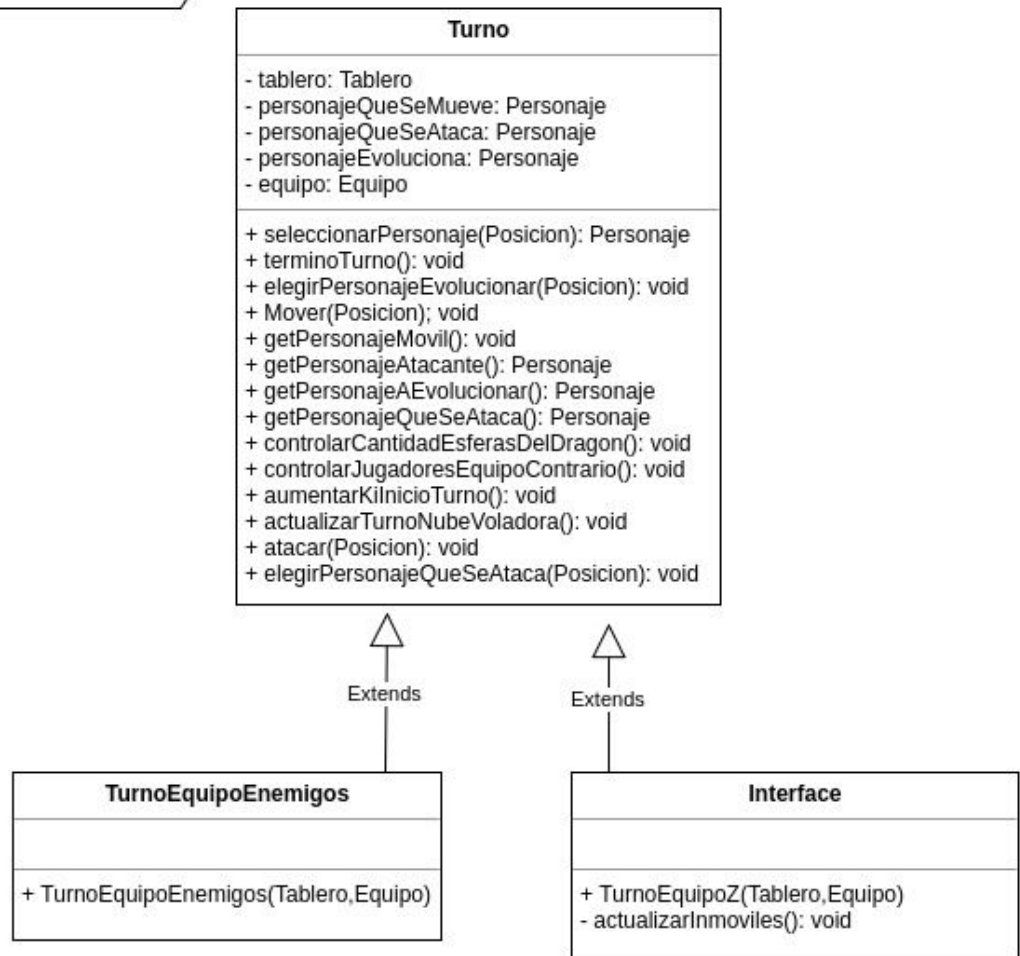 Turno
- tablero: Tablero
- personajeQueSeMueve: Personaje
- personajeQueSeAtaca: Personaje
- personajeEvoluciona: Personaje
- equipo: Equipo
+ seleccionarPersonaje(Posicion): Personaje
+ terminoTurno(): void
+ elegirPersonajeEvolucionar(Posicion): void
+ Mover(Posicion); void
+ getPersonajeMovil(): void
+ getPersonajeAtacante(): Personaje
+ getPersonajeAEvolucionar(): Personaje
+ getPersonajeQueSeAtaca(): Personaje
+ controlarCantidadEsferasDelDragon(): void
+ controlarJugadoresEquipoContrario(): void
+ aumentarKiInicioTurno(): void
+ actualizarTurnoNubeVoladora(): void
+ atacar(Posicion): void
+ elegirPersonajeQueSeAtaca(Posicion): void
Extends
Extends
TurnoEquipoEnemigos
+ TurnoEquipoEnemigos(Tablero,Equipo)
Interface
+ TurnoEquipoZ(Tablero,Equipo)
- actualizarInmoviles(): void